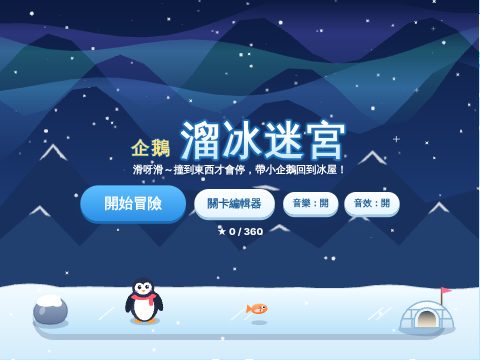 企鵝 溜冰迷宮
滑呀滑～撞到東西才會停，帶小企鵝回到冰屋！
開始冒險 關卡編輯器 音樂：開 音效：開
★ 0 / 360